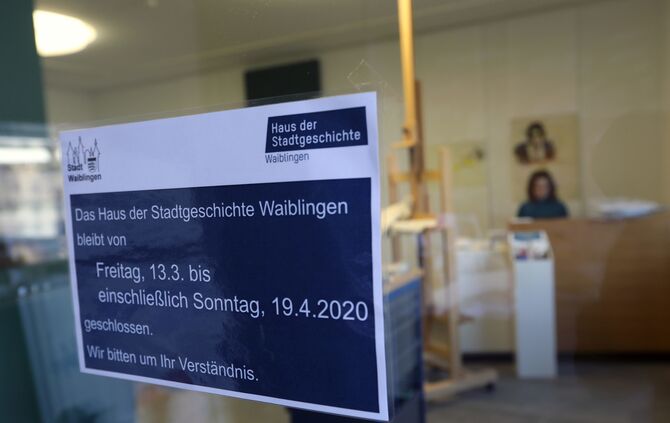 Stadt
Waiblingen
Haus der
Stadtgeschichte
Waiblingen
Das Haus der Stadtgeschichte Waiblingen
bleibt von
Freitag, 13.3. bis
einschließlich Sonntag, 19.4.2020
geschlossen.
Wir bitten um Ihr Verständnis.